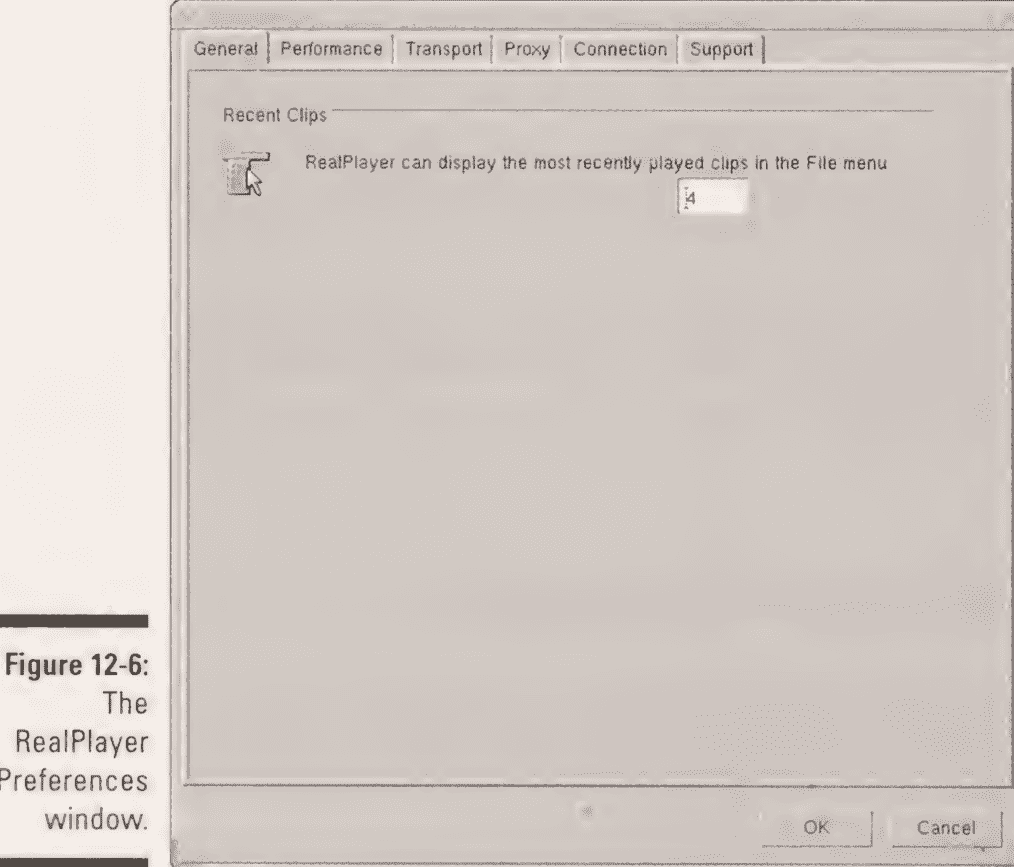 General Performance Transport Proxy Connection Support
Recent Clips
RealPlayer can display the most recently played clips in the File menu
4
OK Cancel
Figure 12-6:
The
RealPlayer
Preferences
window.